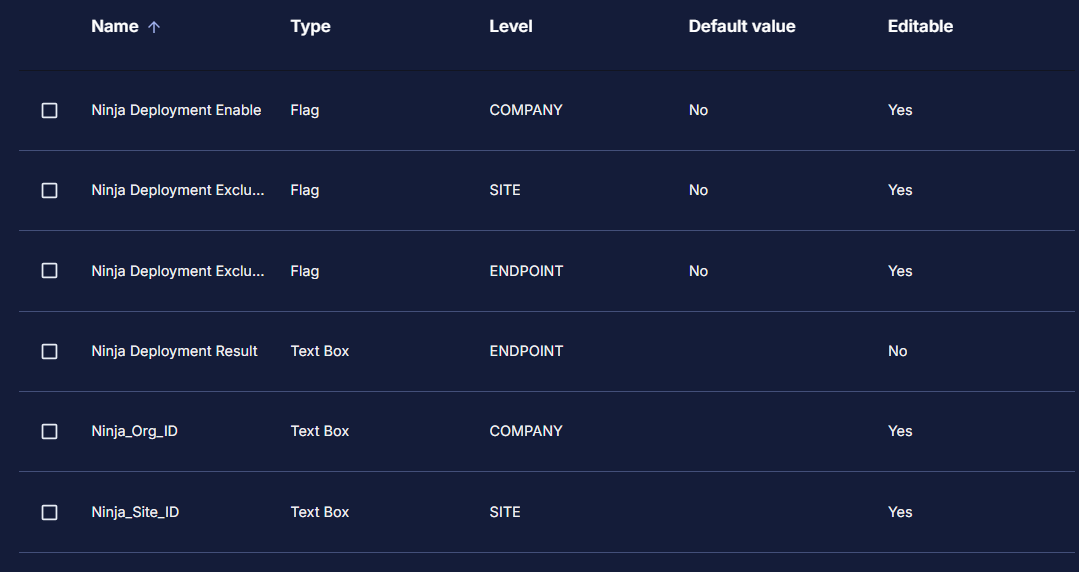 Name ↑ Type Level Default value Editable
Ninja Deployment Enable Flag COMPANY No Yes
Ninja Deployment Exclu... Flag SITE No Yes
Ninja Deployment Exclu... Flag ENDPOINT No Yes
Ninja Deployment Result Text Box ENDPOINT No
Ninja_Org_ID Text Box COMPANY Yes
Ninja_Site_ID Text Box SITE Yes